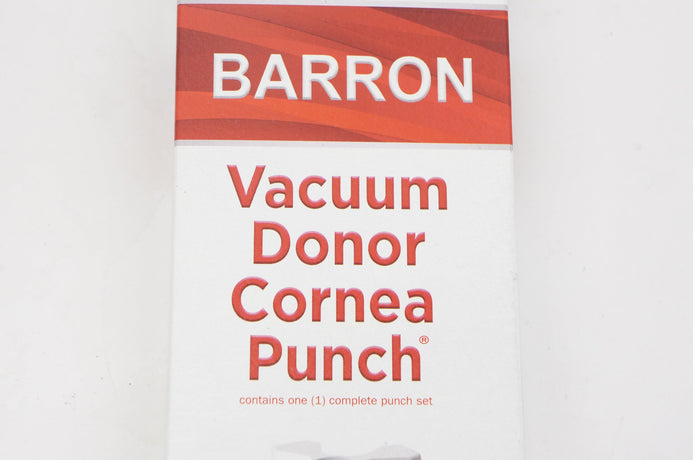 BARRON
Vacuum
Donor
Cornea
Punch®
contains one (1) complete punch set